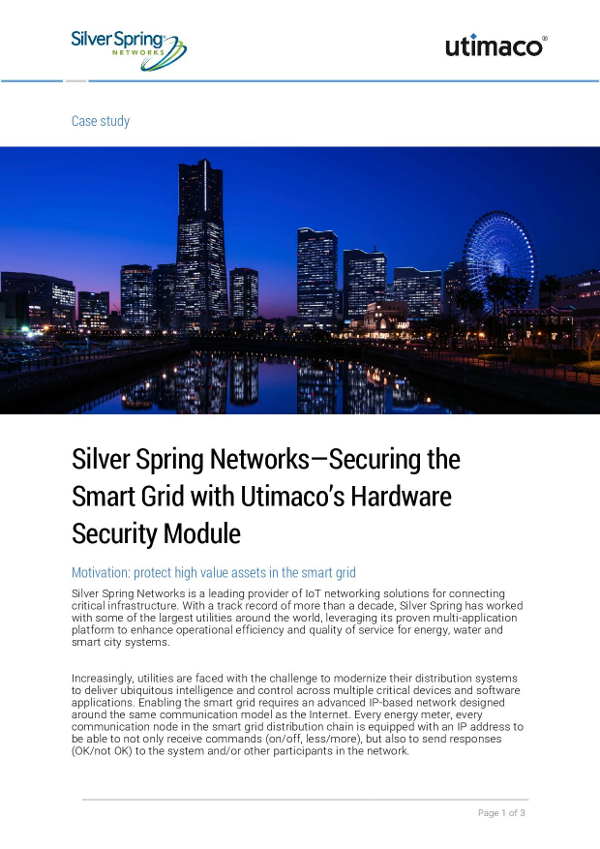 Silver Spring®
NETWORKS
utimaco®
Case study
Silver Spring Networks—Securing the
Smart Grid with Utimaco's Hardware
Security Module
Motivation: protect high value assets in the smart grid
Silver Spring Networks is a leading provider of IoT networking solutions for connecting
critical infrastructure. With a track record of more than a decade, Silver Spring has worked
with some of the largest utilities around the world, leveraging its proven multi-application
platform to enhance operational efficiency and quality of service for energy, water and
smart city systems.
Increasingly, utilities are faced with the challenge to modernize their distribution systems
to deliver ubiquitous intelligence and control across multiple critical devices and software
applications. Enabling the smart grid requires an advanced IP-based network designed
around the same communication model as the Internet. Every energy meter, every
communication node in the smart grid distribution chain is equipped with an IP address to
be able to not only receive commands (on/off, less/more), but also to send responses
(OK/not OK) to the system and/or other participants in the network.
Page 1 of 3